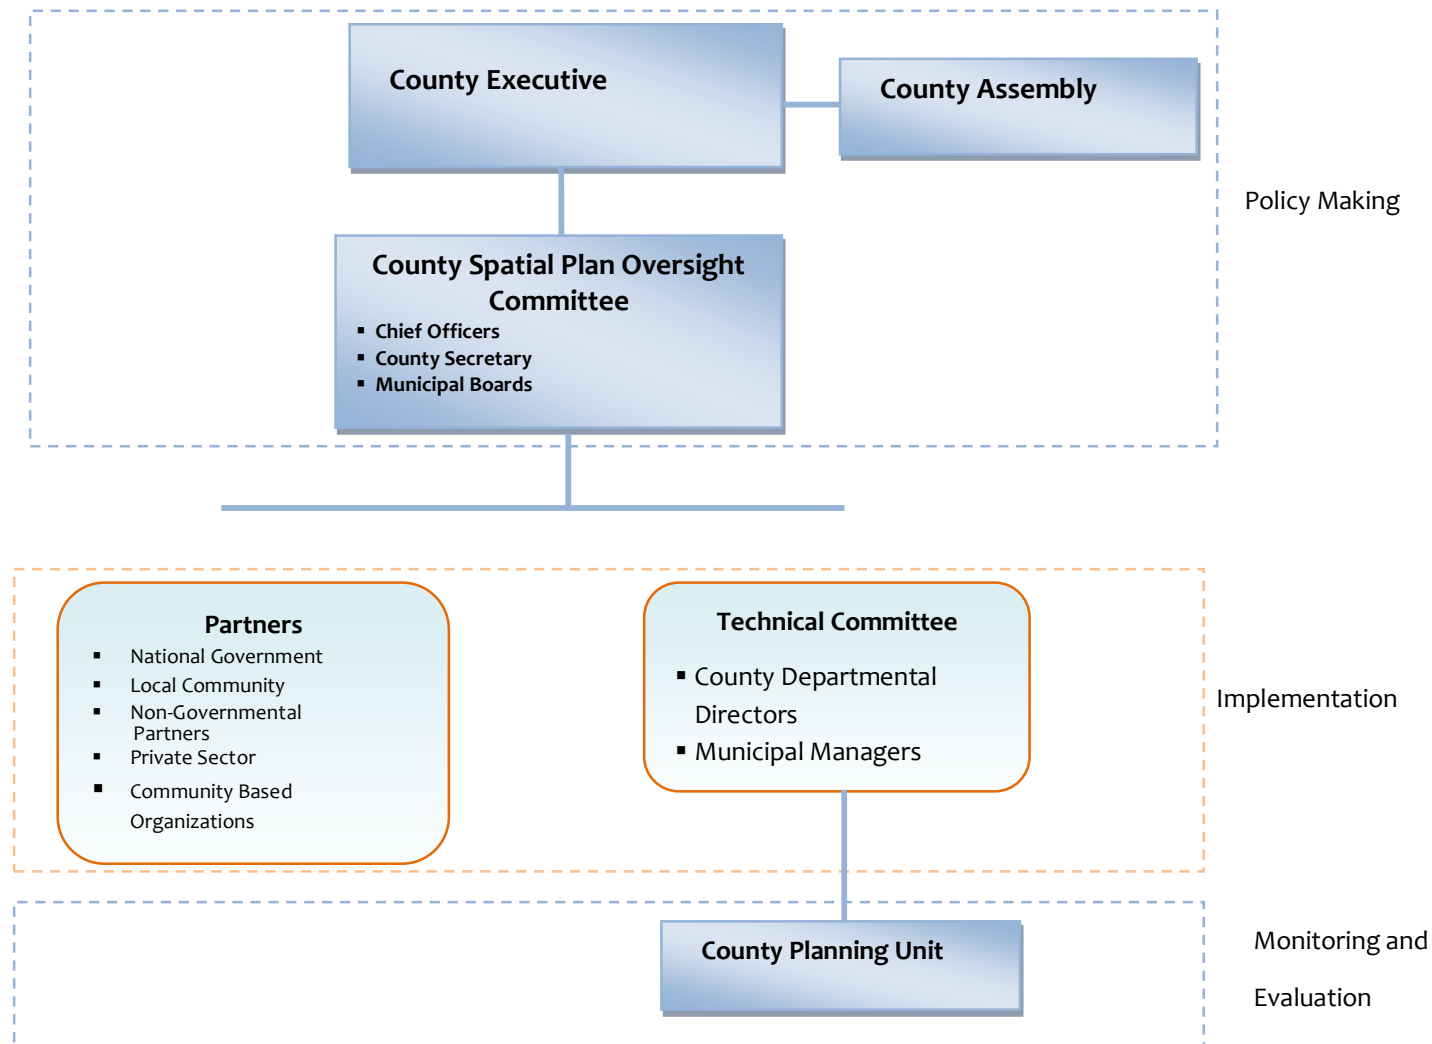 County Executive
County Assembly
Policy Making
County Spatial Plan Oversight
Committee
▪ Chief Officers
▪ County Secretary
▪ Municipal Boards
Partners
▪ National Government
▪ Local Community
▪ Non-Governmental
Partners
▪ Private Sector
▪ Community Based
Organizations
Technical Committee
▪ County Departmental
Directors
▪ Municipal Managers
Implementation
County Planning Unit
Monitoring and
Evaluation